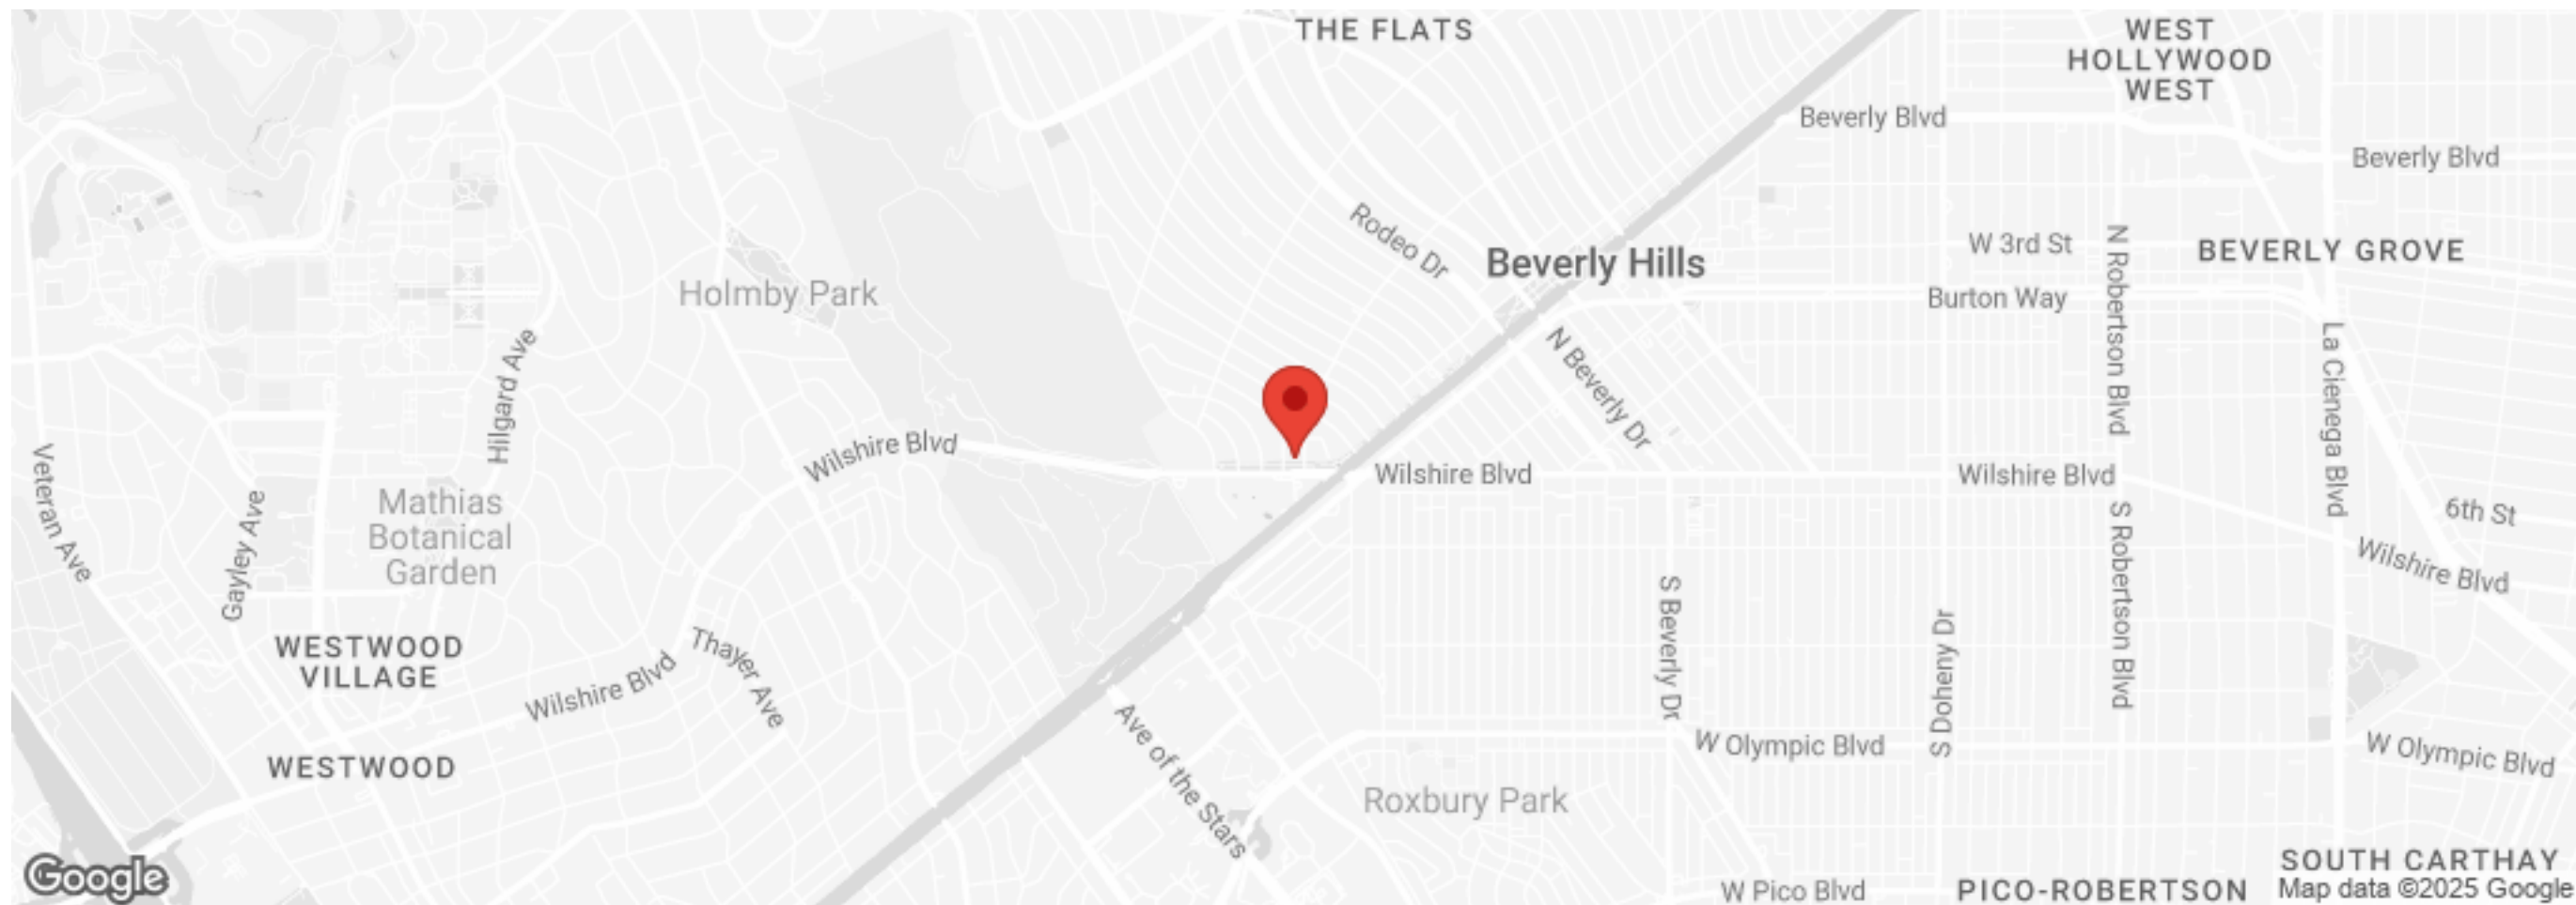 THE FLATS
WEST
HOLLYWOOD
WEST
Beverly Blvd
Beverly Blvd
Rodeo Dr
W 3rd St
N Robertson Blvd
BEVERLY GROVE
Beverly Hills
Holmby Park
Burton Way
Hilgard Ave
N Beverly Dr
La Cienega Blvd
Wilshire Blvd
Wilshire Blvd
Wilshire Blvd
Veteran Ave
Gayley Ave
Mathias
Botanical
Garden
6th St
S Robertson Blvd
Wilshire Blvd
S Beverly Dr
S Doheny Dr
WESTWOOD
VILLAGE
Thayer Ave
Wilshire Blvd
Ave of the Stars
W Olympic Blvd
W Olympic Blvd
WESTWOOD
Roxbury Park
Google
W Pico Blvd
PICO-ROBERTSON
SOUTH CARTHAY
Map data ©2025 Google